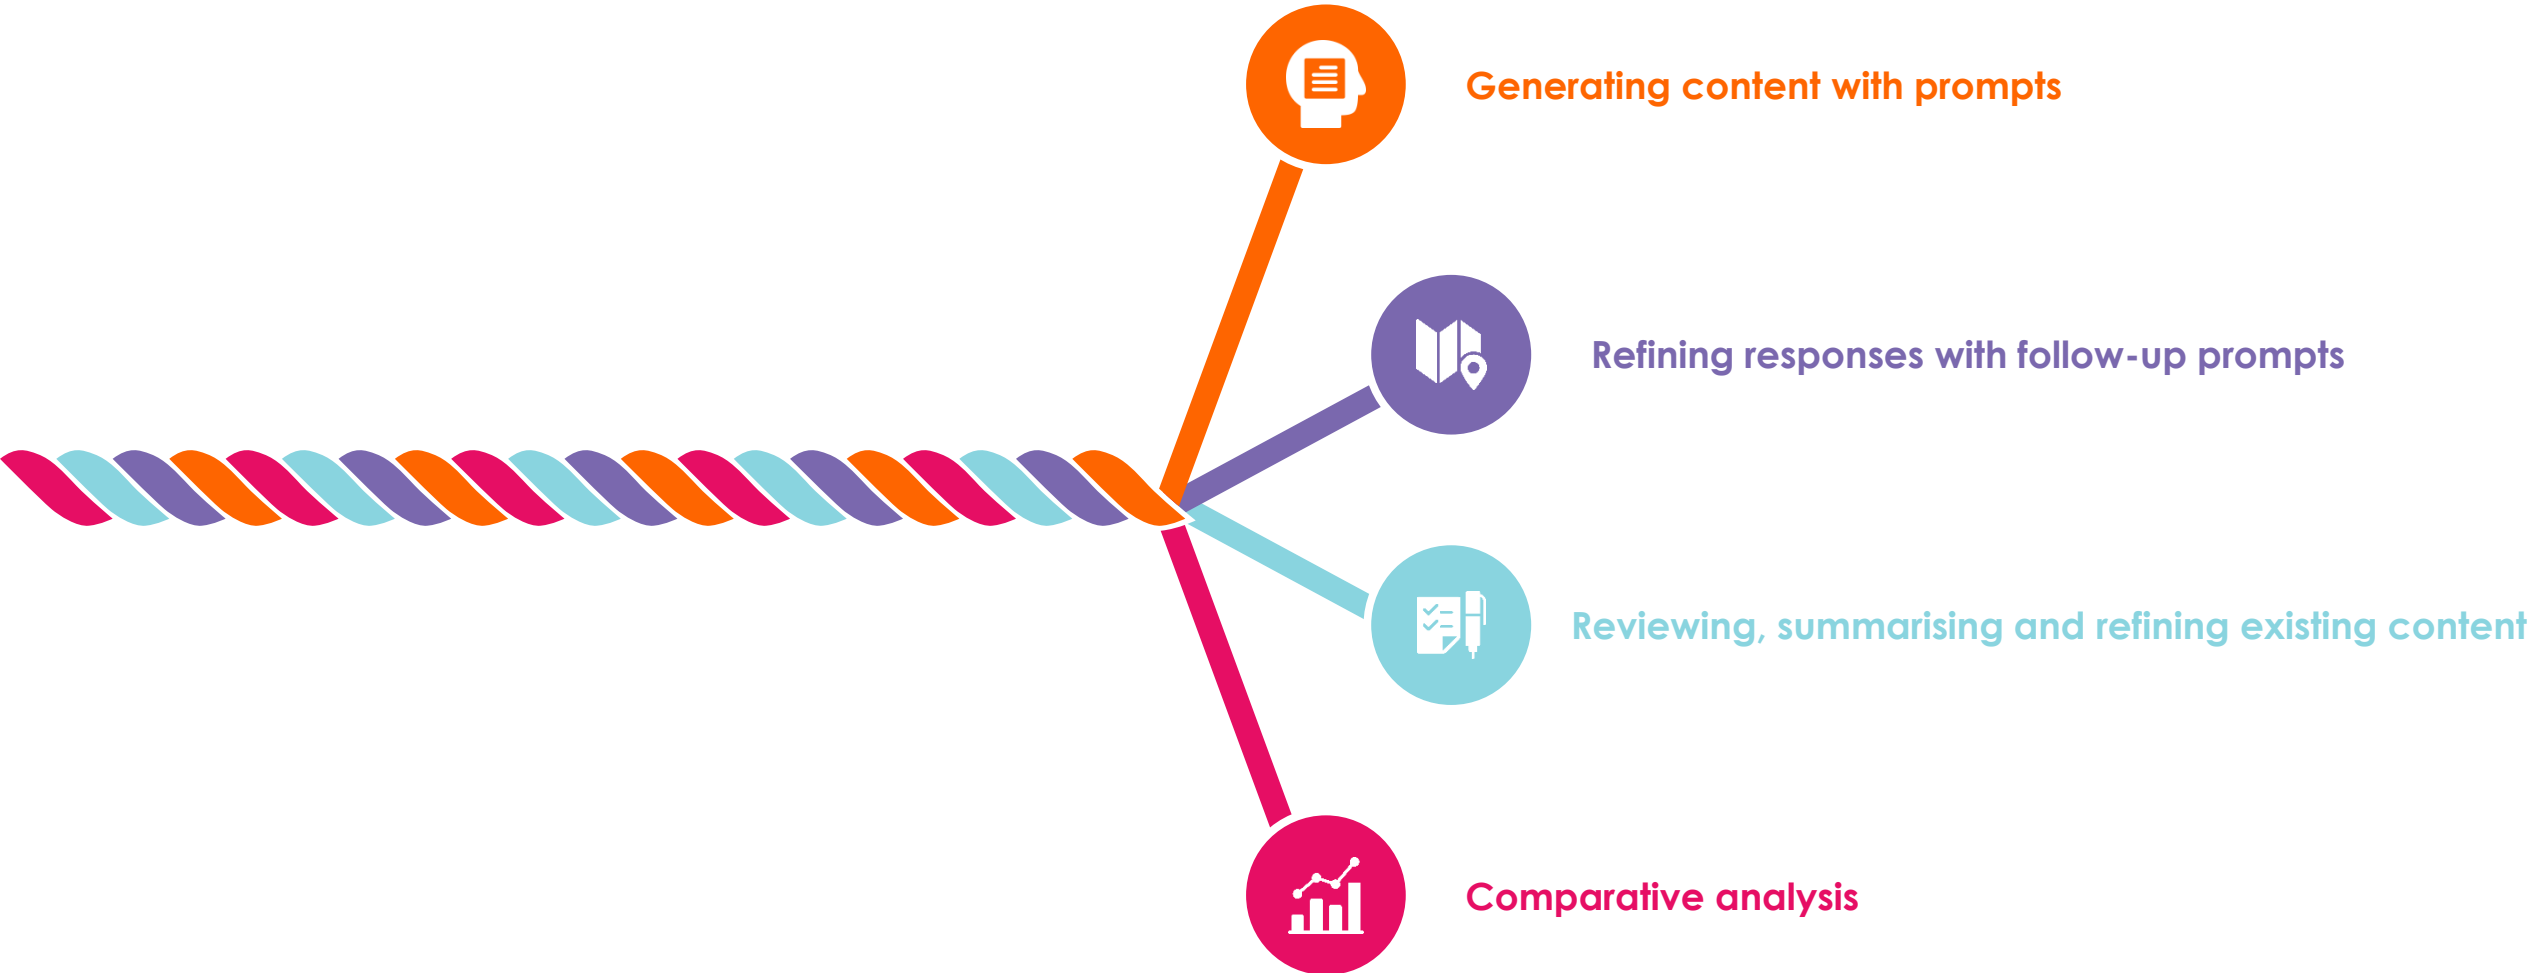 Generating content with prompts
Refining responses with follow-up prompts
Reviewing, summarising and refining existing content
Comparative analysis